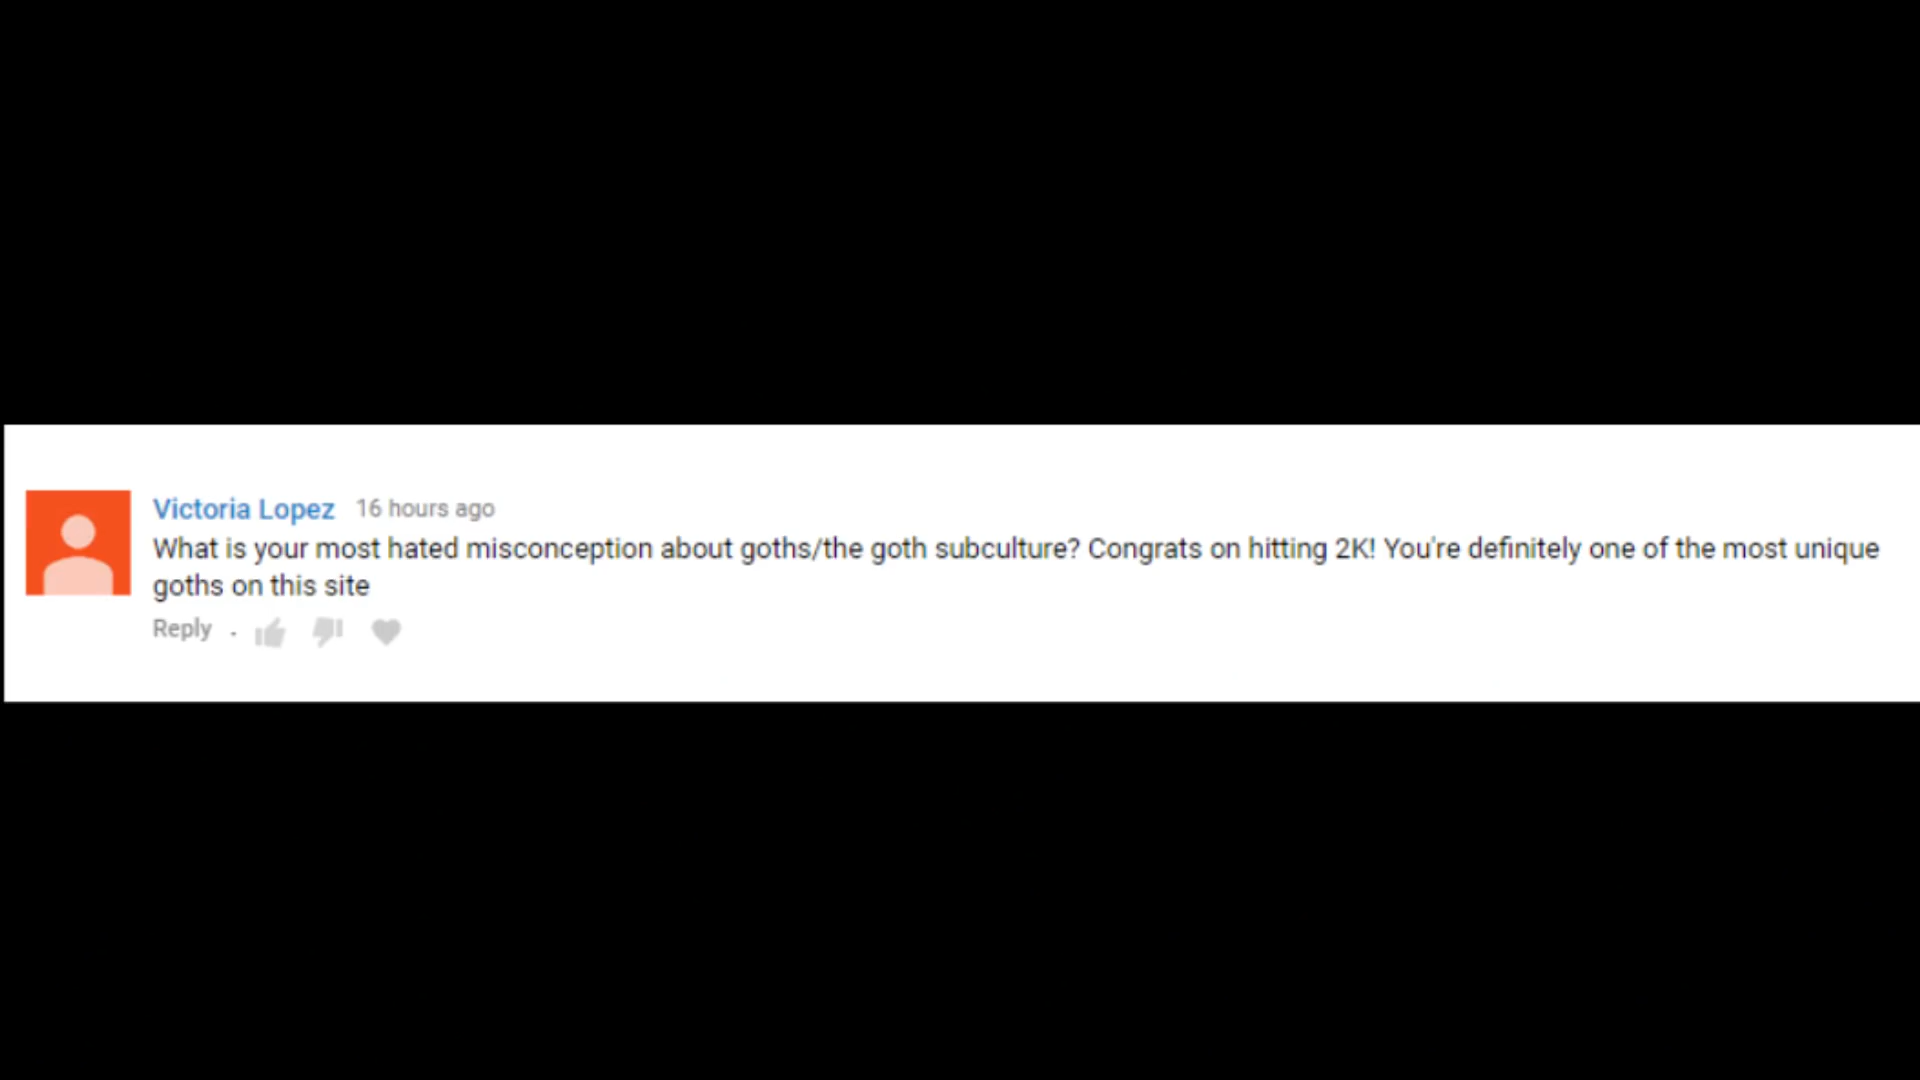 Victoria Lopez 16 hours ago
What is your most hated misconception about goths/the goth subculture? Congrats on hitting 2K! You're definitely one of the most unique
goths on this site
Reply .